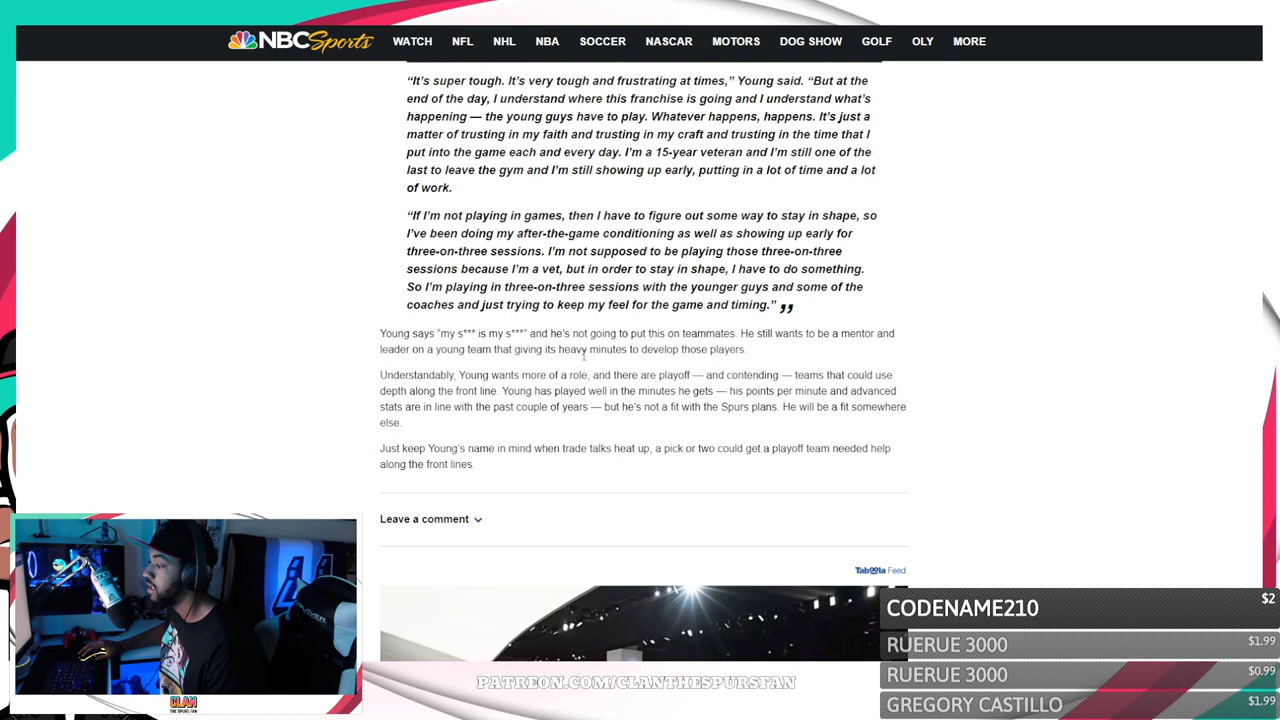 NBC Sports WATCH NFL NHL NBA SOCCER NASCAR MOTORS DOG SHOW GOLF OLY MORE
“It’s super tough. It’s very tough and frustrating at times,” Young said. “But at the
end of the day, I understand where this franchise is going and I understand what’s
happening — the young guys have to play. Whatever happens, happens. It’s just a
matter of trusting in my faith and trusting in my craft and trusting in the time that I
put into the game each and every day. I’m a 15-year veteran and I’m still one of the
last to leave the gym and I’m still showing up early, putting in a lot of time and a lot
of work.
“If I’m not playing in games, then I have to figure out some way to stay in shape, so
I’ve been doing my after-the-game conditioning as well as showing up early for
three-on-three sessions. I’m not supposed to be playing those three-on-three
sessions because I’m a vet, but in order to stay in shape, I have to do something.
So I’m playing in three-on-three sessions with the younger guys and some of the
coaches and just trying to keep my feel for the game and timing.” ”
Young says “my s*** is my s***” and he’s not going to put this on teammates. He still wants to be a mentor and
leader on a young team that giving its heavy minutes to develop those players.
Understandably, Young wants more of a role, and there are playoff — and contending — teams that could use
depth along the front line. Young has played well in the minutes he gets — his points per minute and advanced
stats are in line with the past couple of years — but he’s not a fit with the Spurs plans. He will be a fit somewhere
else.
Just keep Young’s name in mind when trade talks heat up, a pick or two could get a playoff team needed help
along the front lines.
Leave a comment
Taboola Feed
CODENAME210 $2
RUERUE 3000 $1.99
RUERUE 3000 $0.99
GREGORY CASTILLO $1.99
PATREON.COM/CLANTHESPURSFAN
CLAN
THE SPURS FAN